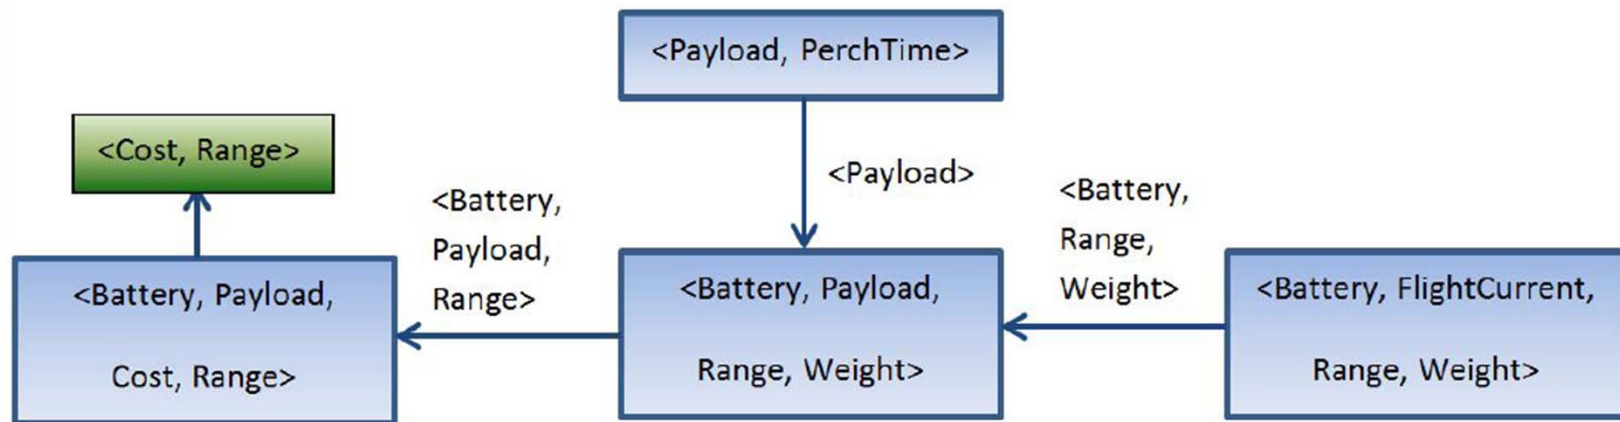 <Payload, PerchTime>
<Cost, Range>
<Payload>
<Battery,
Payload,
Range>
<Battery,
Range,
Weight>
<Battery, Payload,
Cost, Range>
<Battery, Payload,
Range, Weight>
<Battery, FlightCurrent,
Range, Weight>